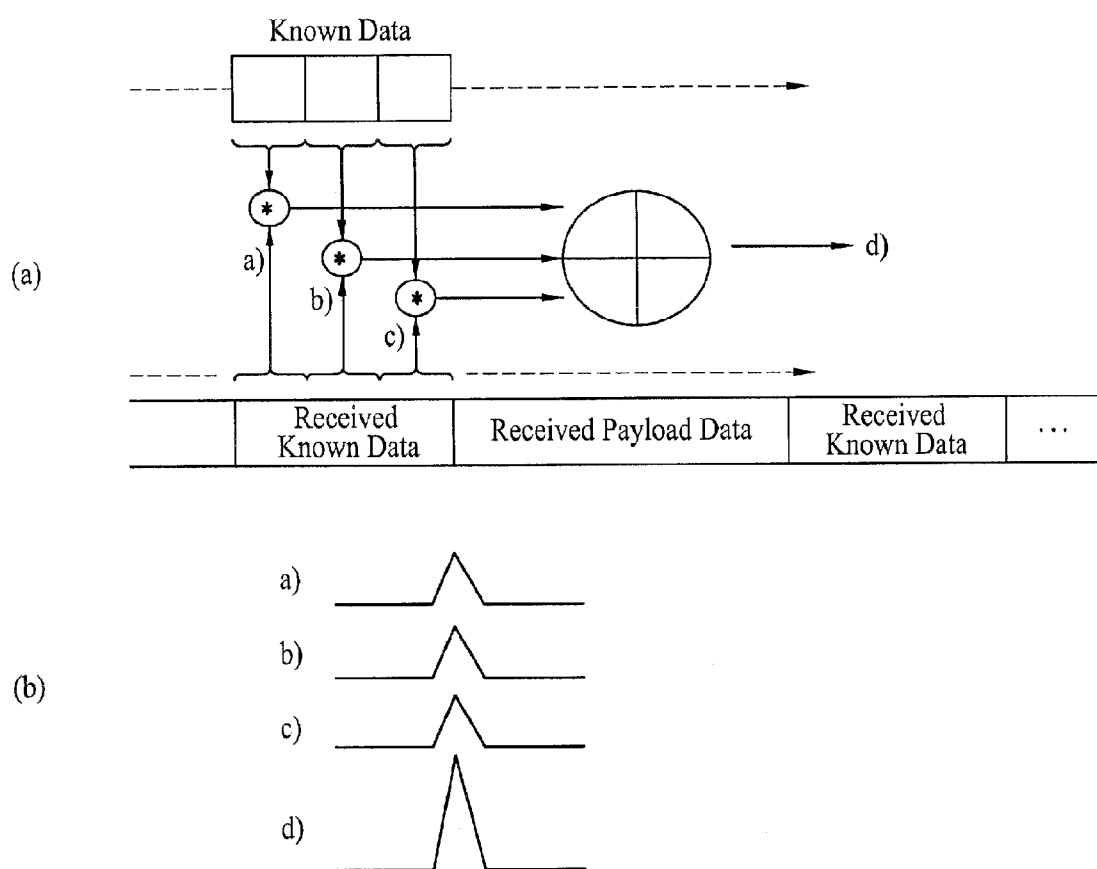 Known Data
*
a)
*
b)
*
c)
d)
(a)
Received
Known Data
Received Payload Data
Received
Known Data
...
a)
b)
(b)
c)
d)